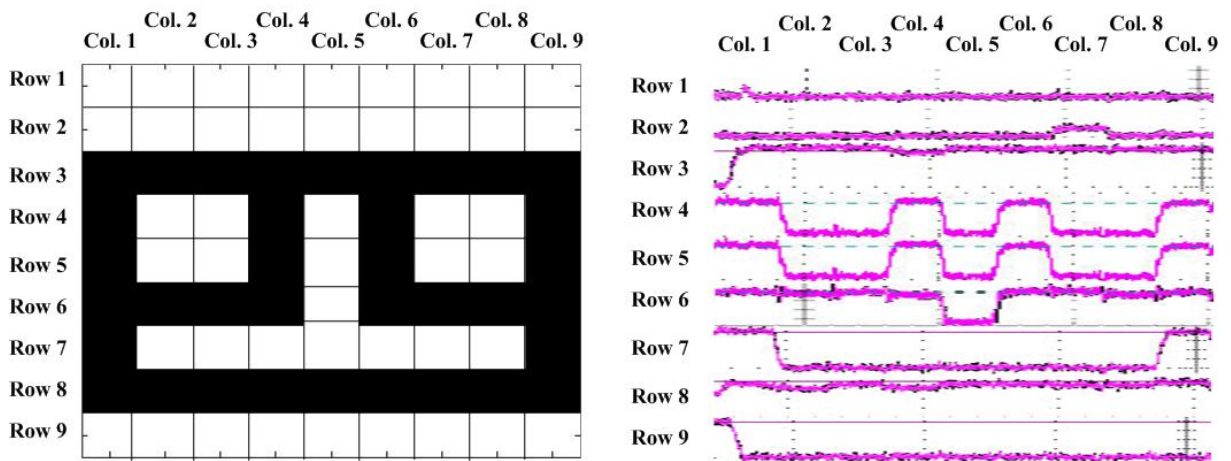 Col. 2 Col. 4 Col. 6 Col. 8
Col. 1 Col. 3 Col. 5 Col. 7 Col. 9
Row 1
Row 2
Row 3
Row 4
Row 5
Row 6
Row 7
Row 8
Row 9
Col. 2 Col. 4 Col. 6 Col. 8
Col. 1 Col. 3 Col. 5 Col. 7 Col. 9
Row 1
Row 2
Row 3
Row 4
Row 5
Row 6
Row 7
Row 8
Row 9